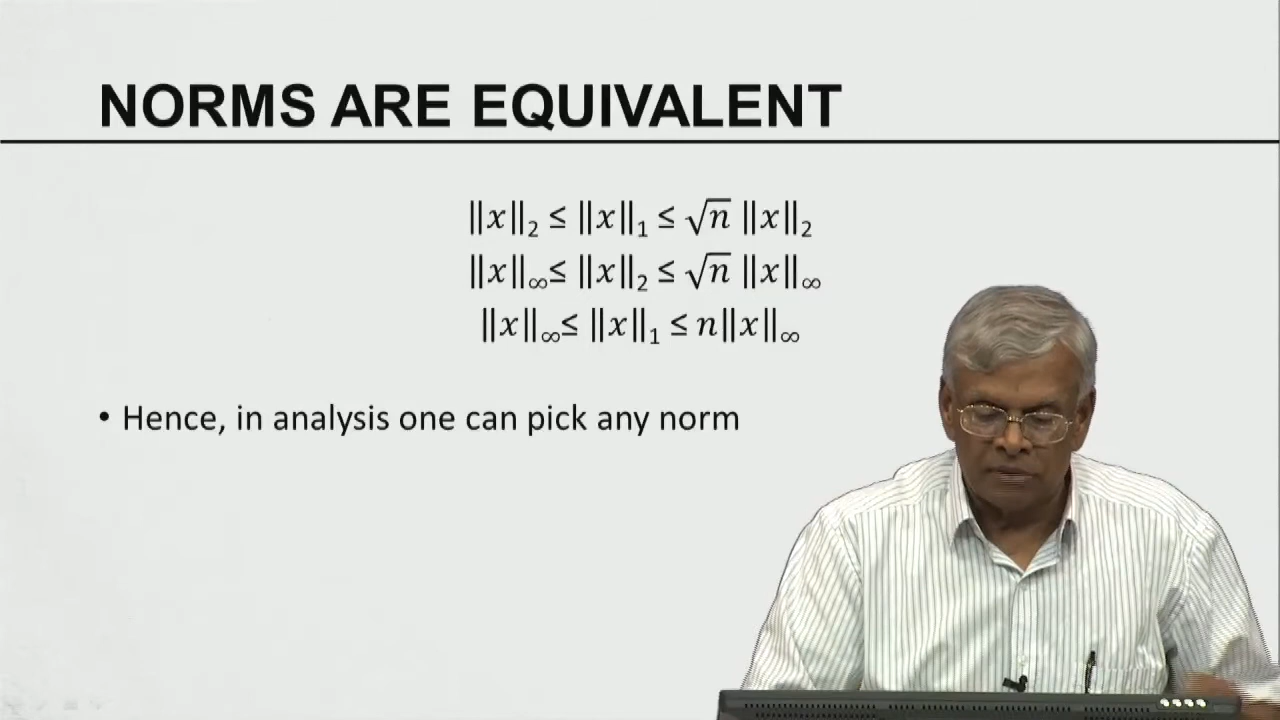 NORMS ARE EQUIVALENT
‖x‖₂ ≤ ‖x‖₁ ≤ √n ‖x‖₂
‖x‖∞≤ ‖x‖₂ ≤ √n ‖x‖∞
‖x‖∞≤ ‖x‖₁ ≤ n‖x‖∞
• Hence, in analysis one can pick any norm